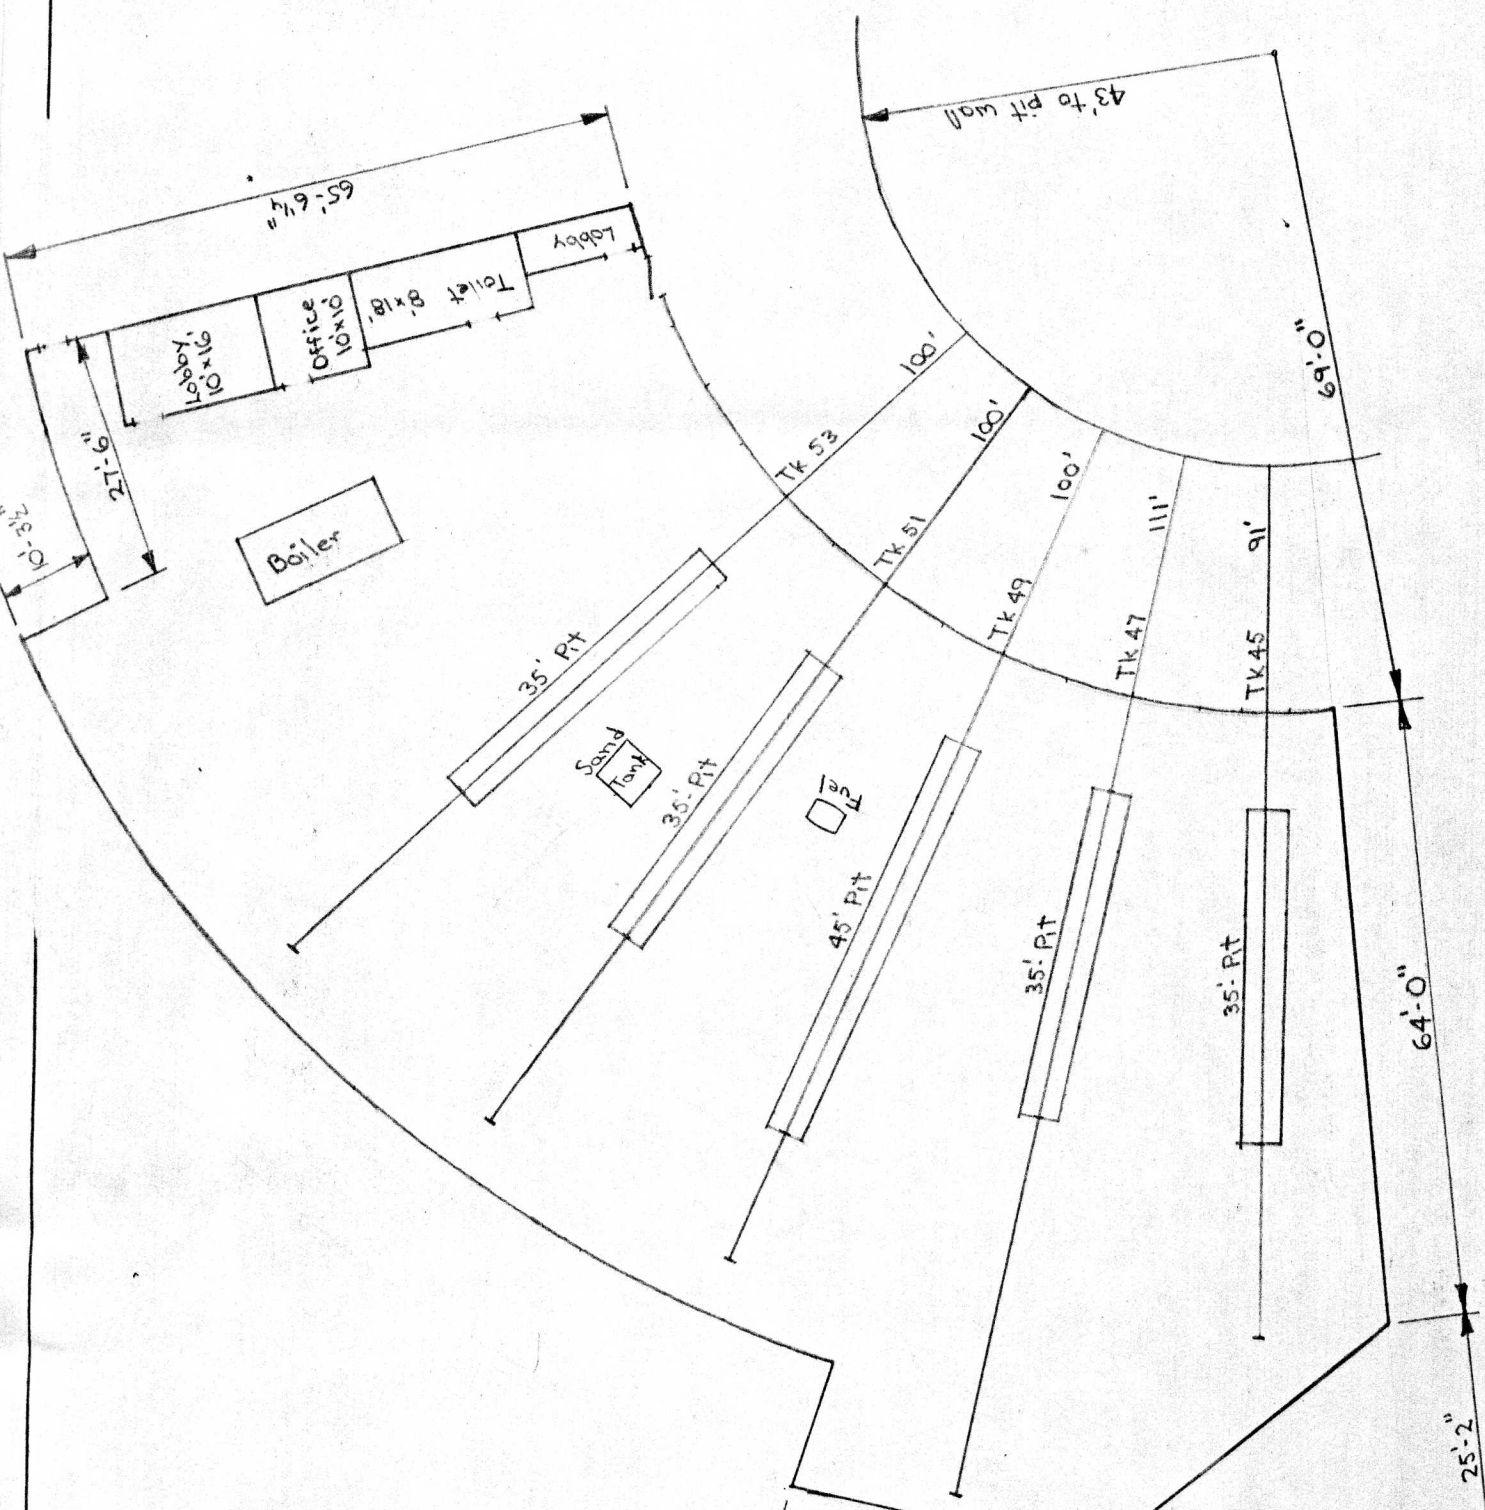 43' to pit wall
65'-6¼"
Lobby
Toilet 8'x18'
Office
10'x10'
Lobby
10'x16'
27'-6"
10'-3½"
Boiler
100'
Tk 53
35' Pit
100'
Tk 51
35'-Pit
Sand
Tank
100'
Tk 49
45' Pit
111'
Tk 47
35'-Pit
91'
Tk 45
35'-Pit
69'-0"
64'-0"
25'-2"